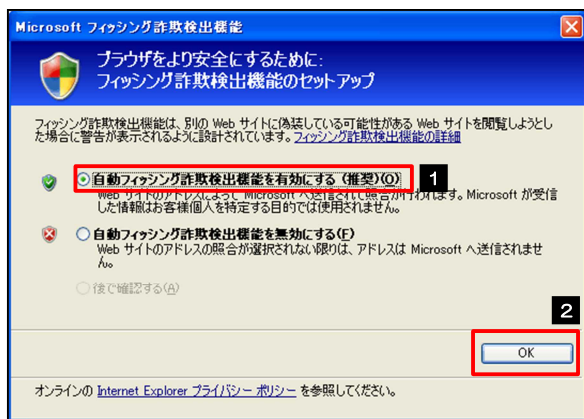 Microsoft フィッシング詐欺検出機能
ブラウザをより安全にするために:
フィッシング詐欺検出機能のセットアップ
フィッシング詐欺検出機能は、別の Web サイトに偽装している可能性がある Web サイトを閲覧しようとし
た場合に警告が表示されるように設計されています。フィッシング詐欺検出機能の詳細
自動フィッシング詐欺検出機能を有効にする (推奨)(O)
1
Web サイトのアドレスによって Microsoft へ送信されて照合が行われます。Microsoft が受信
した情報はお客様個人を特定する目的では使用されません。
自動フィッシング詐欺検出機能を無効にする(F)
Web サイトのアドレスの照合が選択されない限りは、アドレスは Microsoft へ送信されませ
ん。
後で確認する(A)
2
OK
オンラインの Internet Explorer プライバシー ポリシー を参照してください。